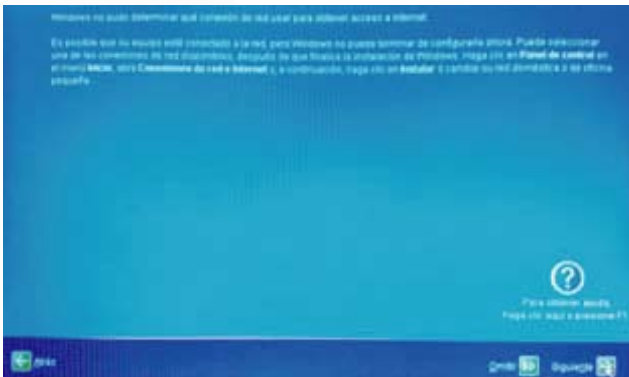 Windows no pudo determinar qué conexión de red usar para obtener acceso a Internet.
Es posible que su equipo esté conectado a la red, pero Windows no puede terminar de configurarla ahora. Puede seleccionar
una de las conexiones de red disponibles, después de que finalice la instalación de Windows. Haga clic en Panel de control en
el menú Inicio, abra Conexiones de red e Internet y, a continuación, haga clic en Instalar o cambiar su red doméstica o de oficina
pequeña.
?
Para obtener ayuda,
haga clic aquí o presione F1
Atrás
Omitir
Siguiente